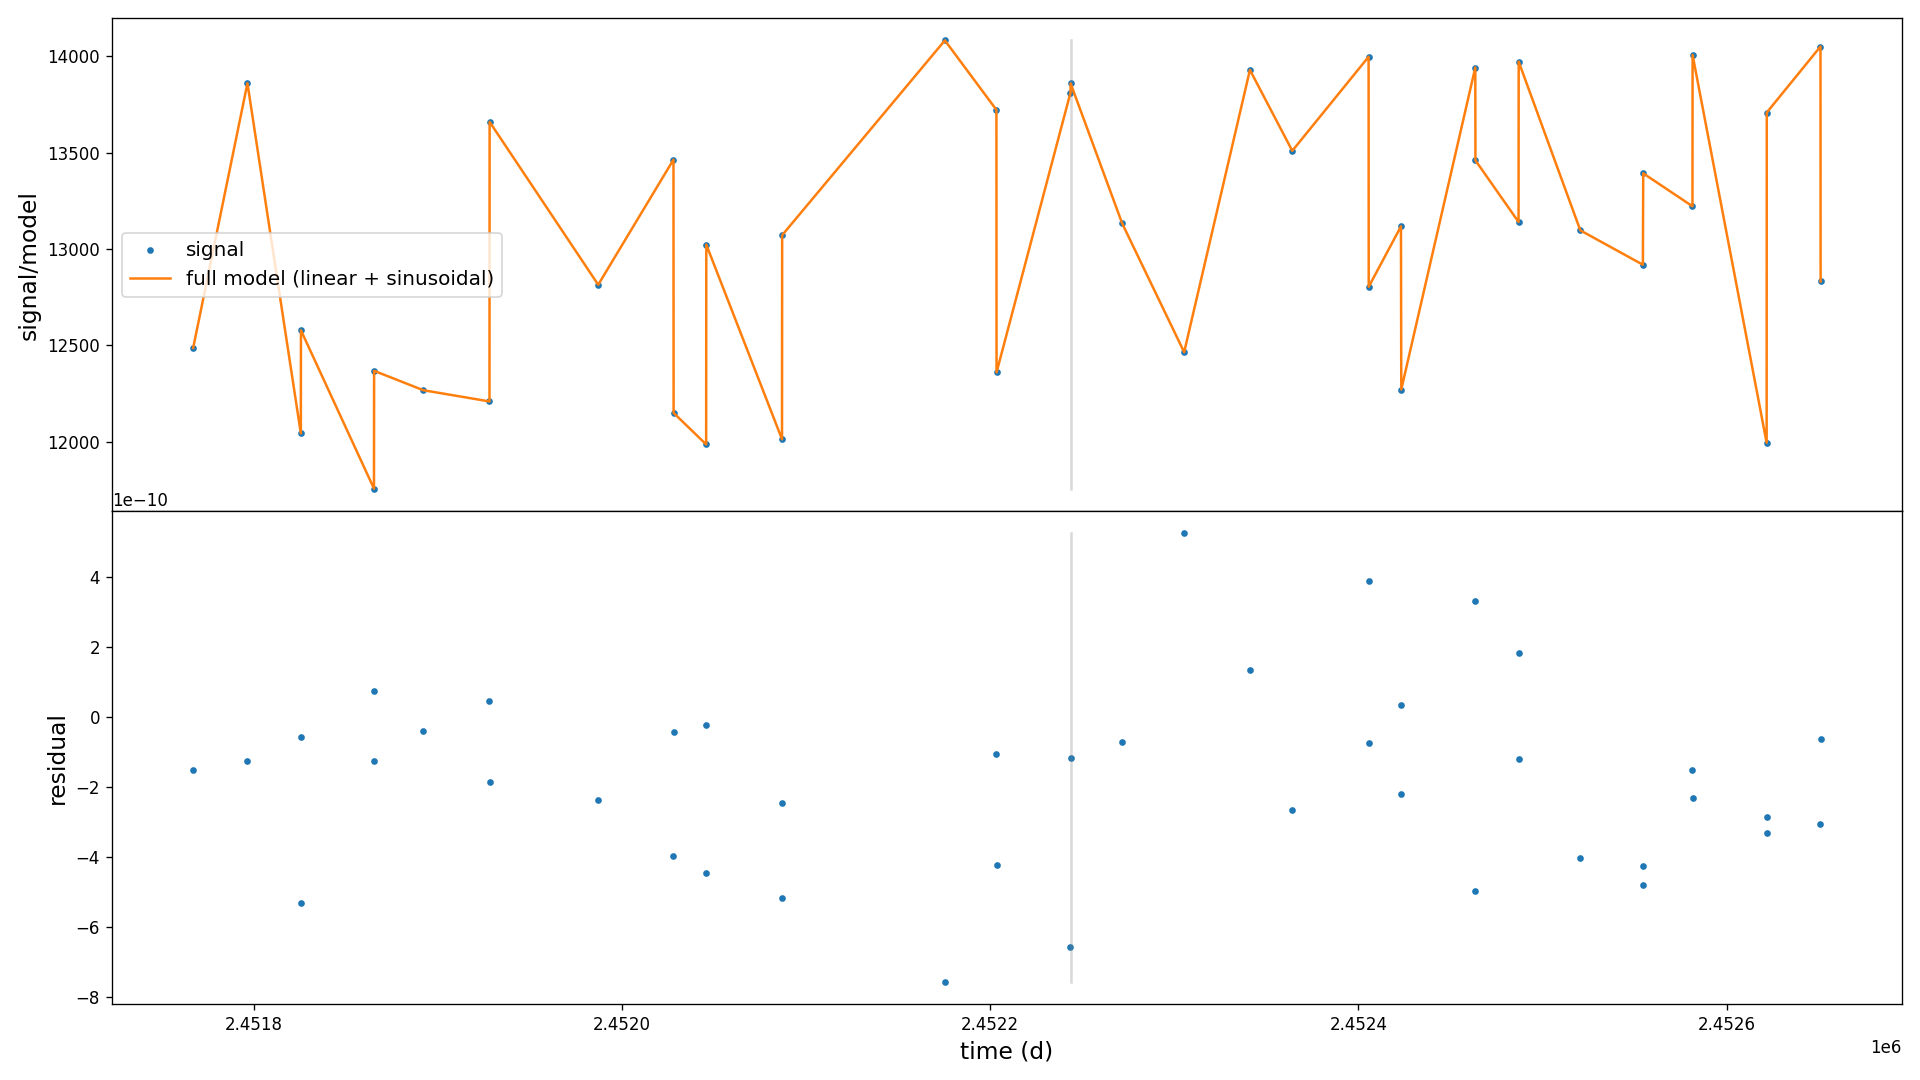 14000
13500
13000
12500
12000
signal/model
signal
full model (linear + sinusoidal)
1e−10
4
2
0
−2
−4
−6
−8
residual
2.4518
2.4520
2.4522
2.4524
2.4526
time (d)
1e6